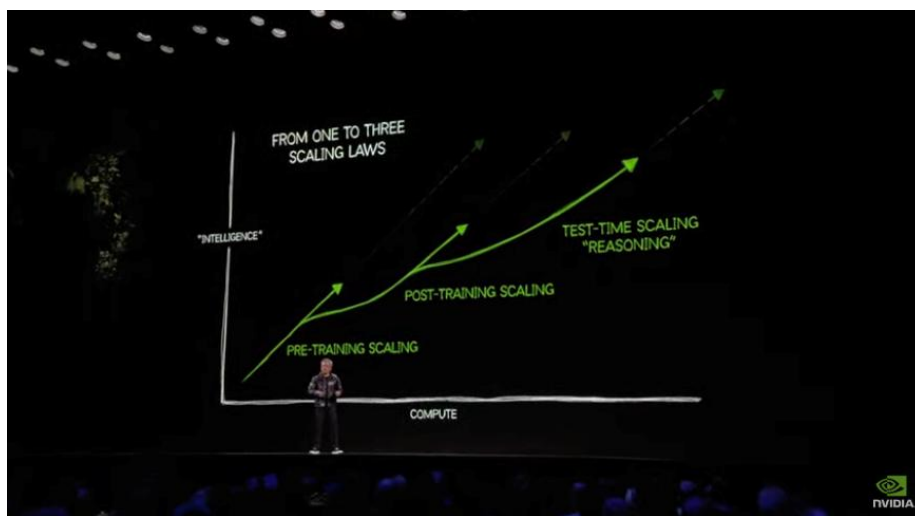 FROM ONE TO THREE
SCALING LAWS
"INTELLIGENCE"
TEST-TIME SCALING
"REASONING"
POST-TRAINING SCALING
PRE-TRAINING SCALING
COMPUTE
NVIDIA